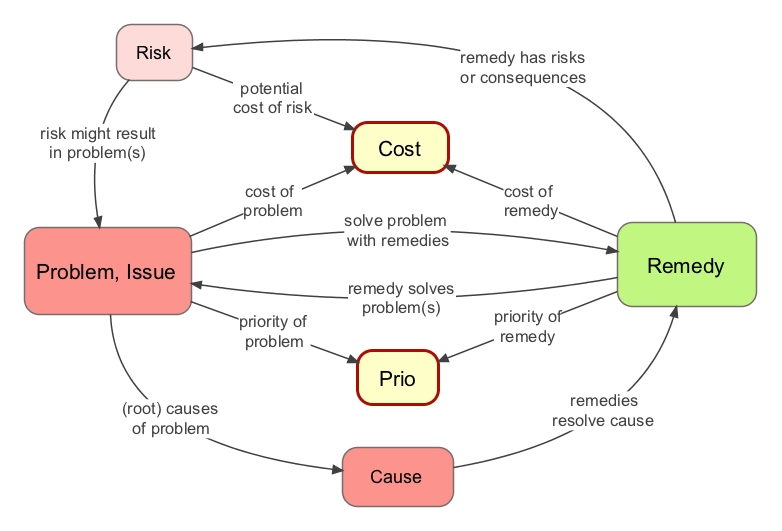 Risk
remedy has risks
or consequences
potential
cost of risk
risk might result
in problem(s)
Cost
cost of
problem
cost of
remedy
solve problem
with remedies
Problem, Issue
Remedy
remedy solves
problem(s)
priority of
problem
priority of
remedy
Prio
(root) causes
of problem
remedies
resolve cause
Cause